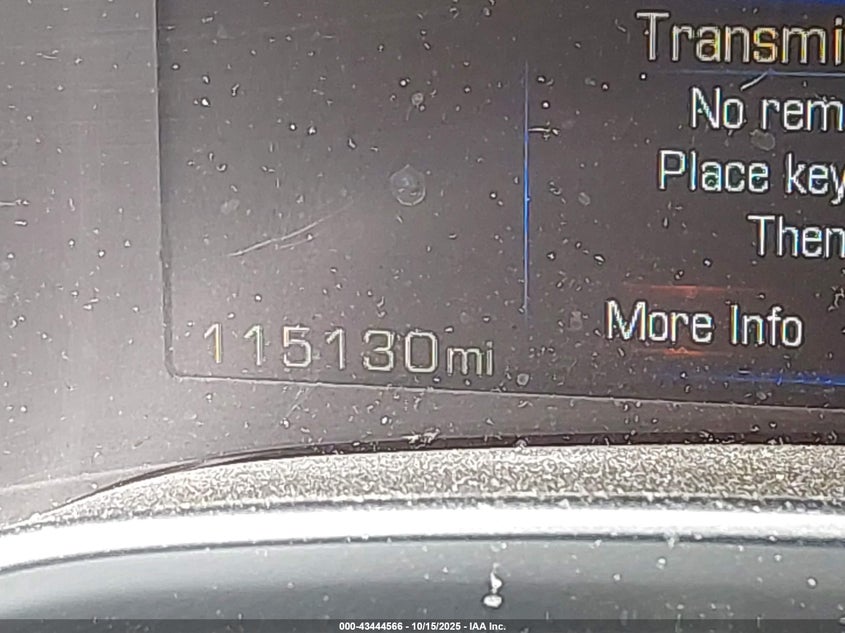 Transmi
No rem
Place key
Then
More Info
115130mi
000-43444566 - 10/15/2025 - IAA Inc.